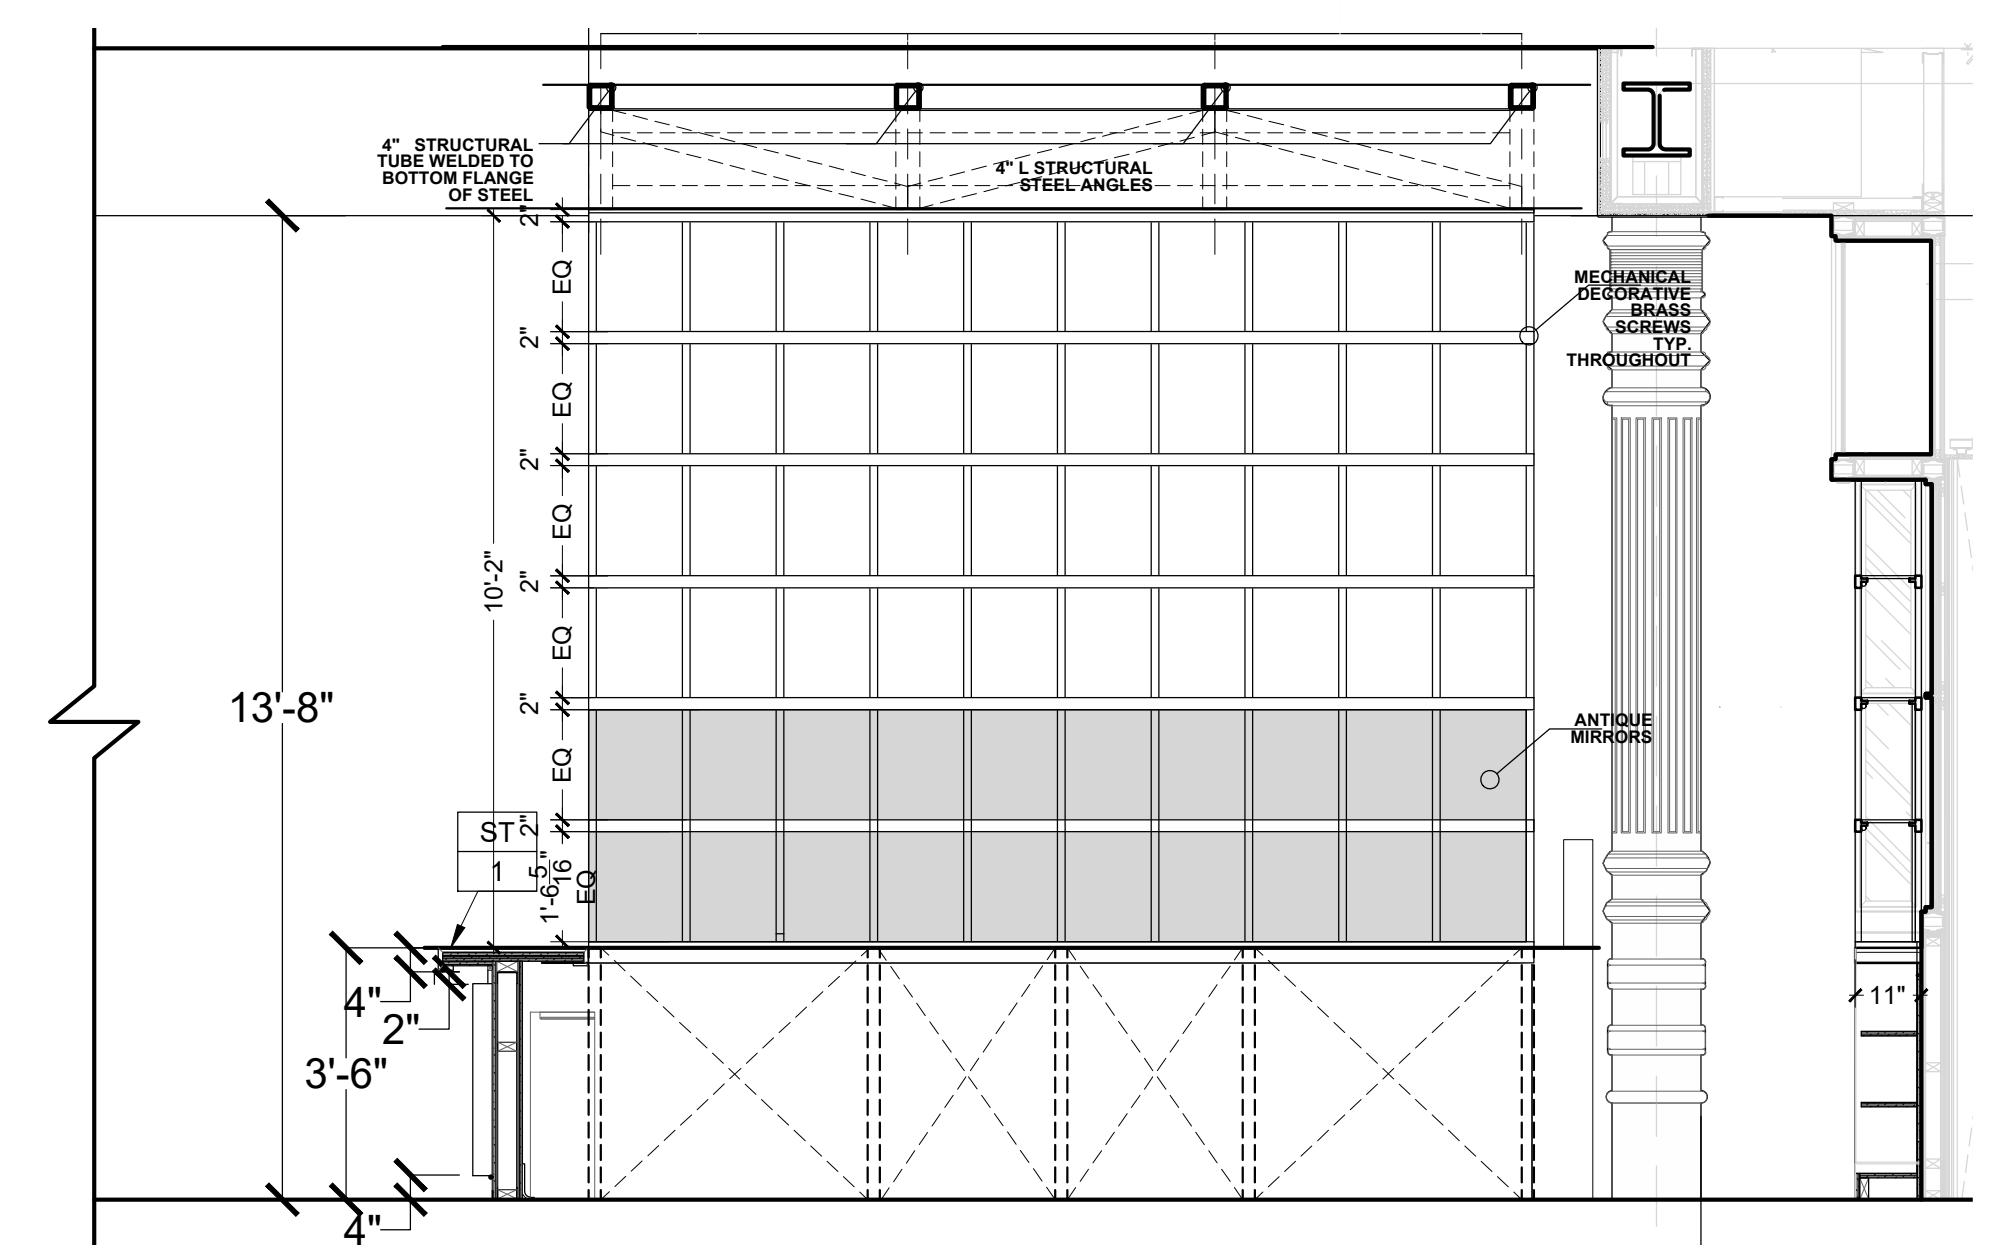 4" STRUCTURAL
TUBE WELDED TO
BOTTOM FLANGE
OF STEEL
4" L STRUCTURAL
STEEL ANGLES
2"
EQ
MECHANICAL
DECORATIVE
BRASS
SCREWS
TYP.
THROUGHOUT
2"
EQ
2"
EQ
10'-2"
2"
EQ
13'-8"
2"
ANTIQUE
MIRRORS
EQ
ST
1
2"
1'-6 5/16"
EQ
4"
2"
3'-6"
4"
11"